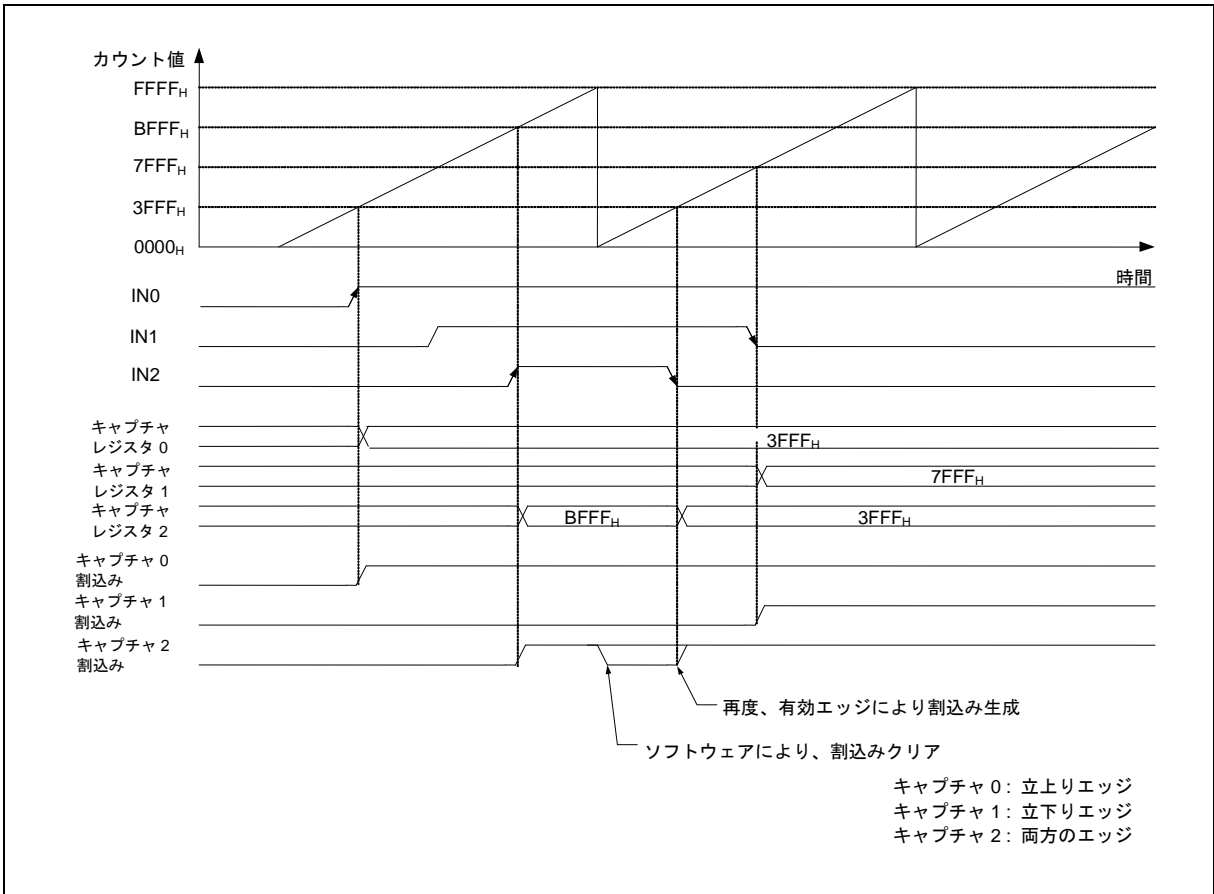 カウント値
FFFFH
BFFFH
7FFFH
3FFFH
0000H
時間
IN0
IN1
IN2
キャプチャ
レジスタ 0
3FFFH
キャプチャ
レジスタ 1
7FFFH
キャプチャ
レジスタ 2
BFFFH
3FFFH
キャプチャ 0
割込み
キャプチャ 1
割込み
キャプチャ 2
割込み
再度、有効エッジにより割込み生成
ソフトウェアにより、割込みクリア
キャプチャ 0 : 立上りエッジ
キャプチャ 1 : 立下りエッジ
キャプチャ 2 : 両方のエッジ